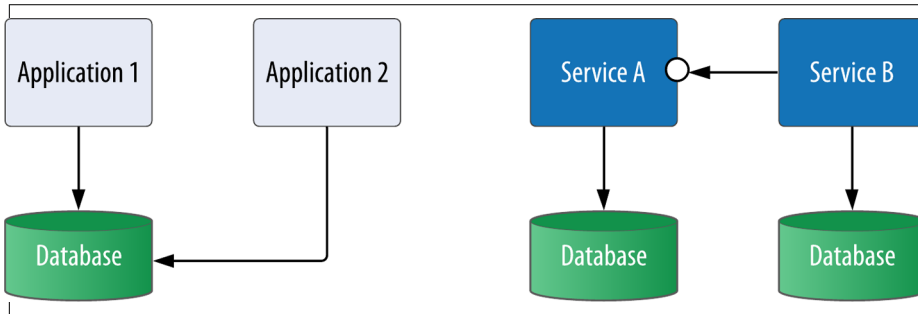 Application 1
Application 2
Service A
Service B
Database
Database
Database